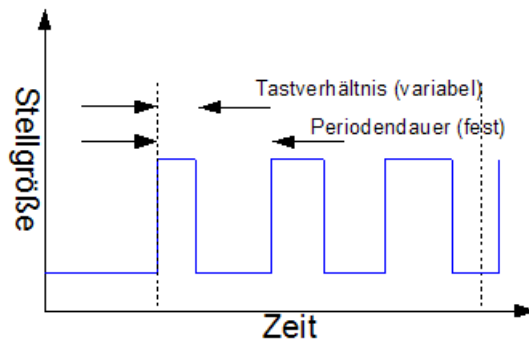 Tastverhältnis (variabel)
Periodendauer (fest)
Stellgröße
Zeit